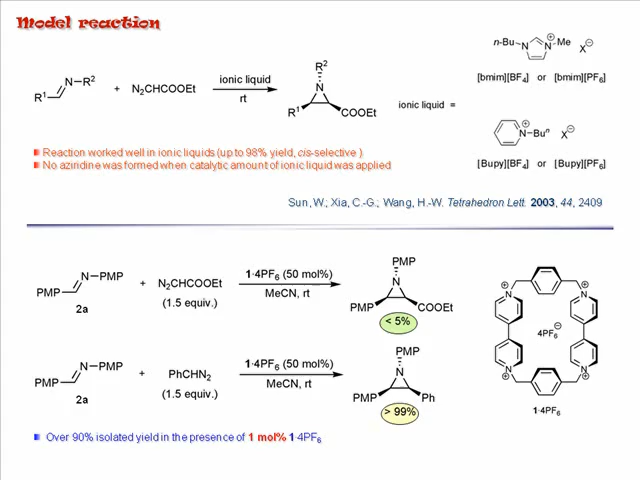 Model reaction
R¹ N-R² + N₂CHCOOEt ionic liquid rt R² N R¹ COOEt
ionic liquid =
n-Bu N N Me X⁻
[bmim][BF₄] or [bmim][PF₆]
N-Buⁿ X⁻
[Bupy][BF₄] or [Bupy][PF₆]
Reaction worked well in ionic liquids (up to 98% yield, cis-selective )
No aziridine was formed when catalytic amount of ionic liquid was applied
Sun, W.; Xia, C.-G.; Wang, H.-W. Tetrahedron Lett. 2003, 44, 2409
PMP N-PMP + N₂CHCOOEt 1·4PF₆ (50 mol%) PMP N PMP COOEt
2a (1.5 equiv.) MeCN, rt < 5%
PMP N-PMP + PhCHN₂ 1·4PF₆ (50 mol%) PMP N PMP Ph
2a (1.5 equiv.) MeCN, rt > 99%
N⁺ N⁺ 4PF₆⁻ N⁺ N⁺
1·4PF₆
Over 90% isolated yield in the presence of 1 mol% 1·4PF₆